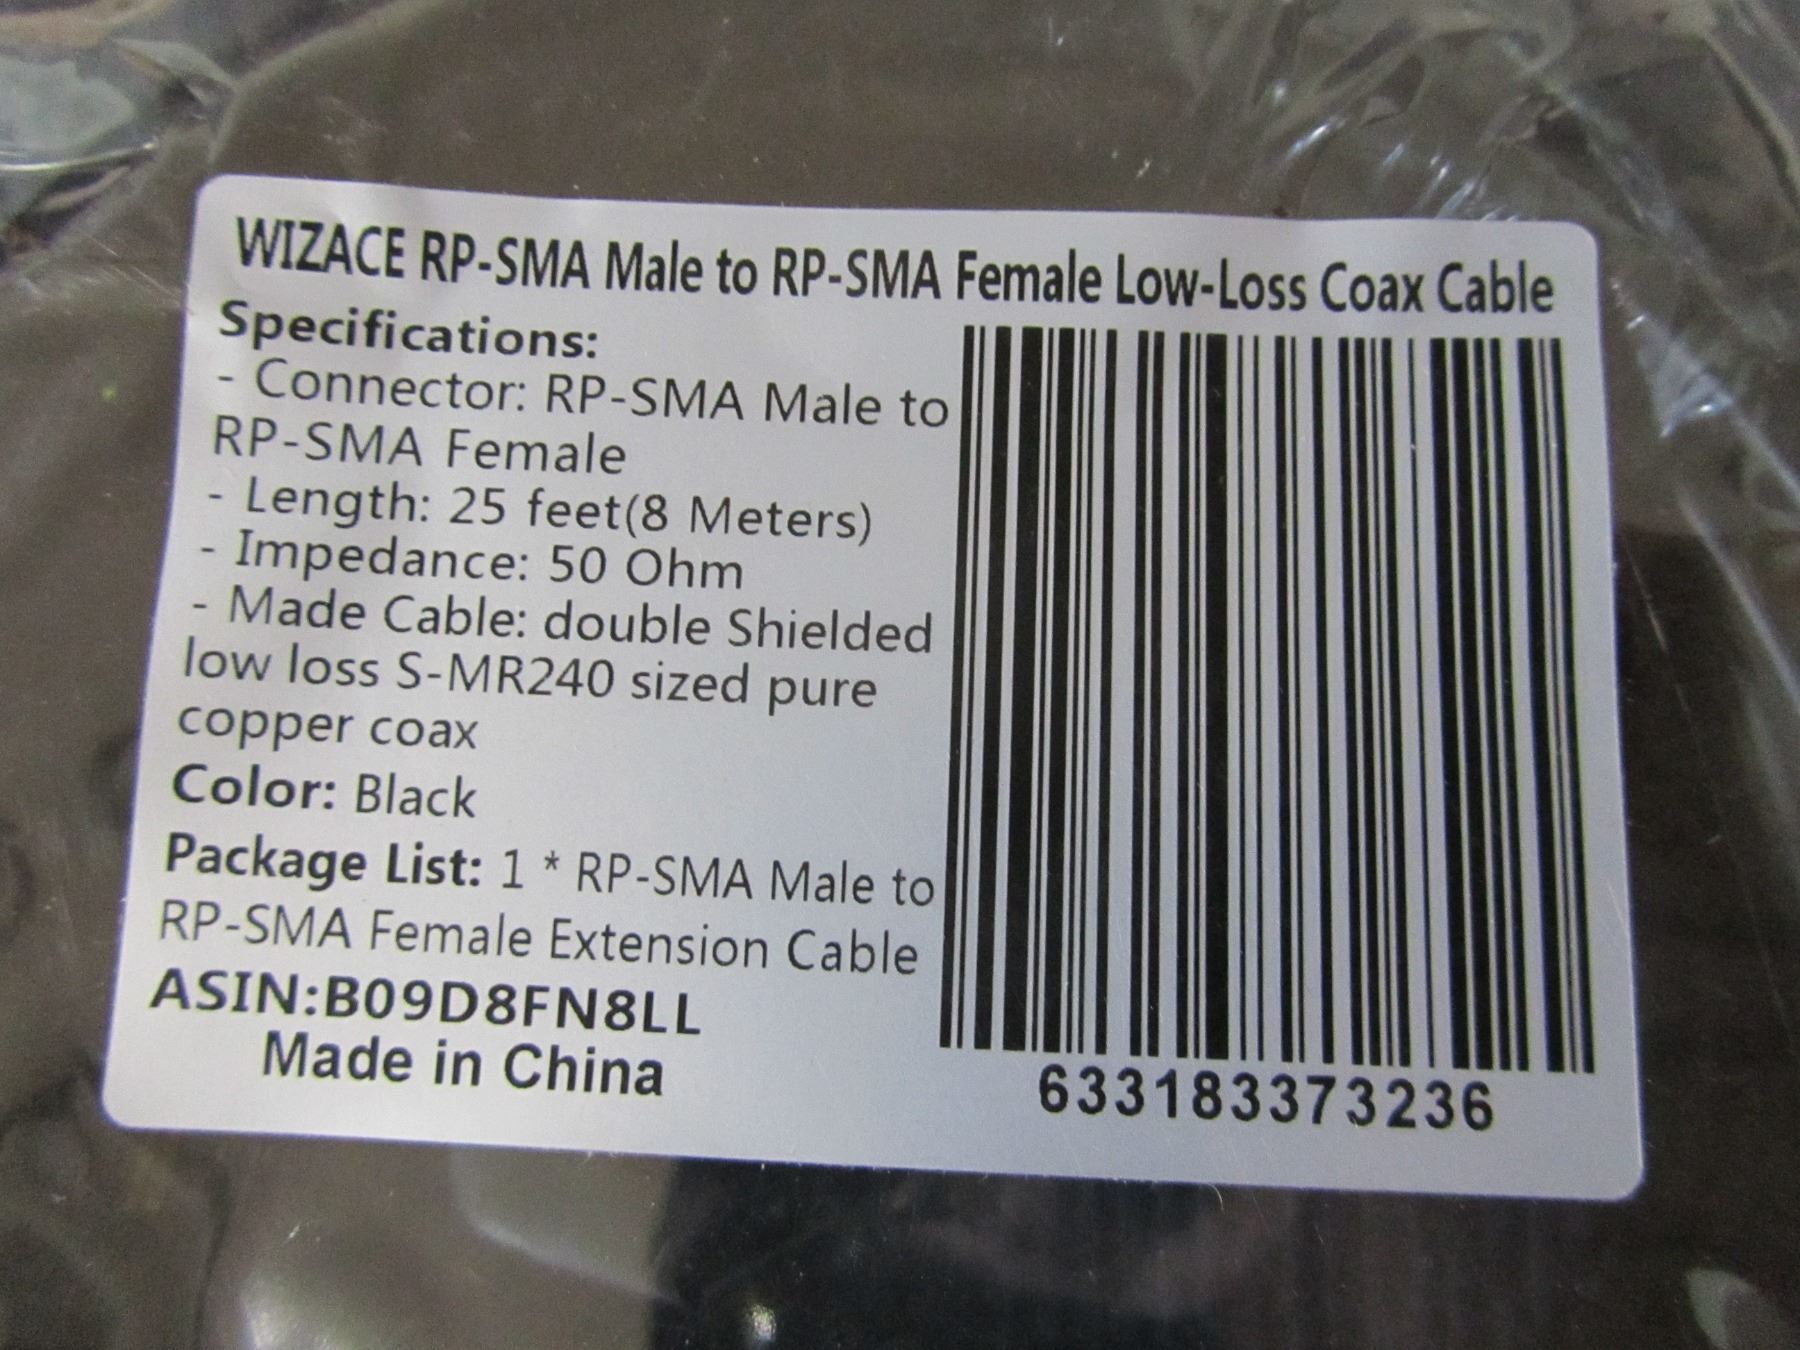 WIZACE RP-SMA Male to RP-SMA Female Low-Loss Coax Cable
Specifications:
- Connector: RP-SMA Male to
RP-SMA Female
- Length: 25 feet(8 Meters)
- Impedance: 50 Ohm
- Made Cable: double Shielded
low loss S-MR240 sized pure
copper coax
Color: Black
Package List: 1 * RP-SMA Male to
RP-SMA Female Extension Cable
ASIN:B09D8FN8LL
Made in China
633183373236